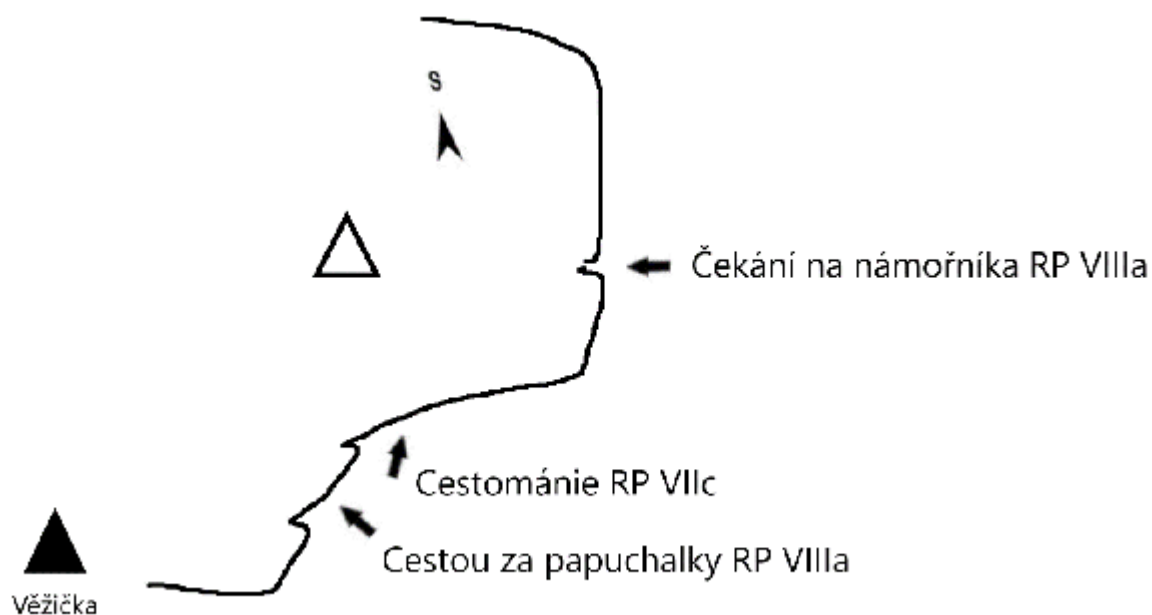 S
Čekání na námořníka RP VIIIa
Cestománie RP VIIc
Cestou za papuchalky RP VIIIa
Věžička